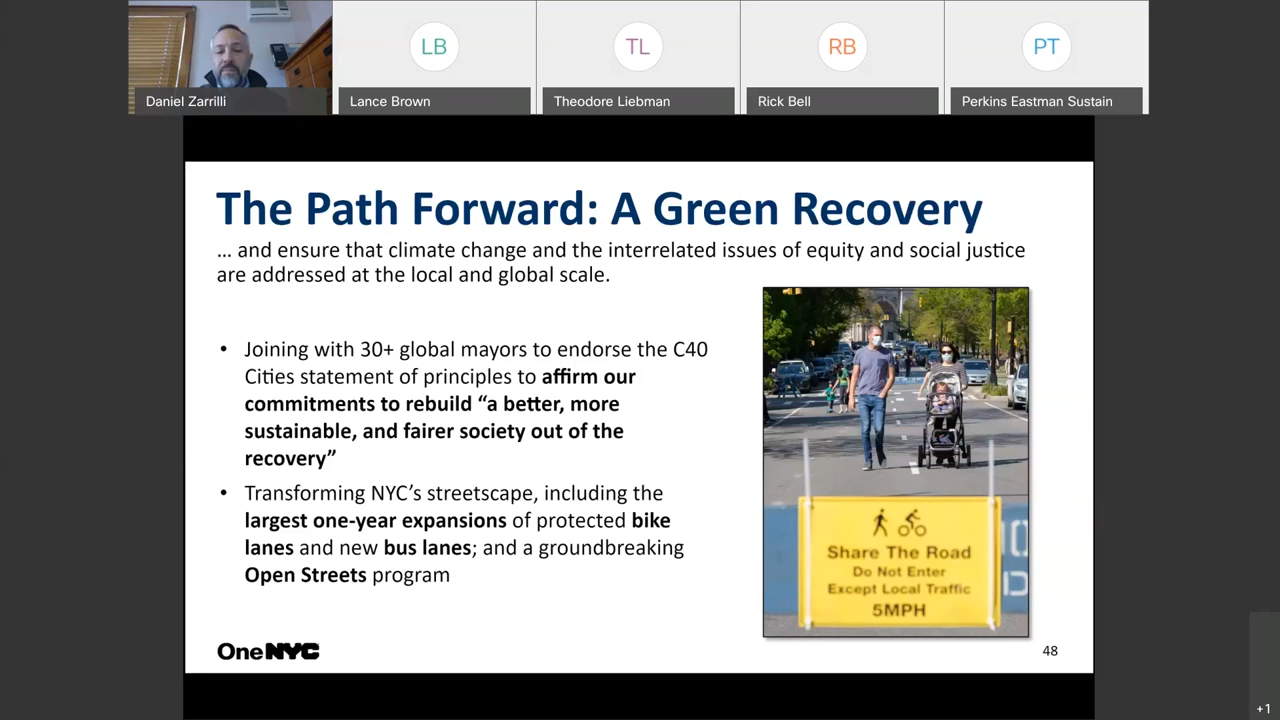 LB
TL
RB
PT
Daniel Zarrilli
Lance Brown
Theodore Liebman
Rick Bell
Perkins Eastman Sustain
The Path Forward: A Green Recovery
... and ensure that climate change and the interrelated issues of equity and social justice
are addressed at the local and global scale.
• Joining with 30+ global mayors to endorse the C40
Cities statement of principles to affirm our
commitments to rebuild “a better, more
sustainable, and fairer society out of the
recovery”
• Transforming NYC’s streetscape, including the
largest one-year expansions of protected bike
lanes and new bus lanes; and a groundbreaking
Open Streets program
Share The Road
Do Not Enter
Except Local Traffic
5MPH
OneNYC
48
+1